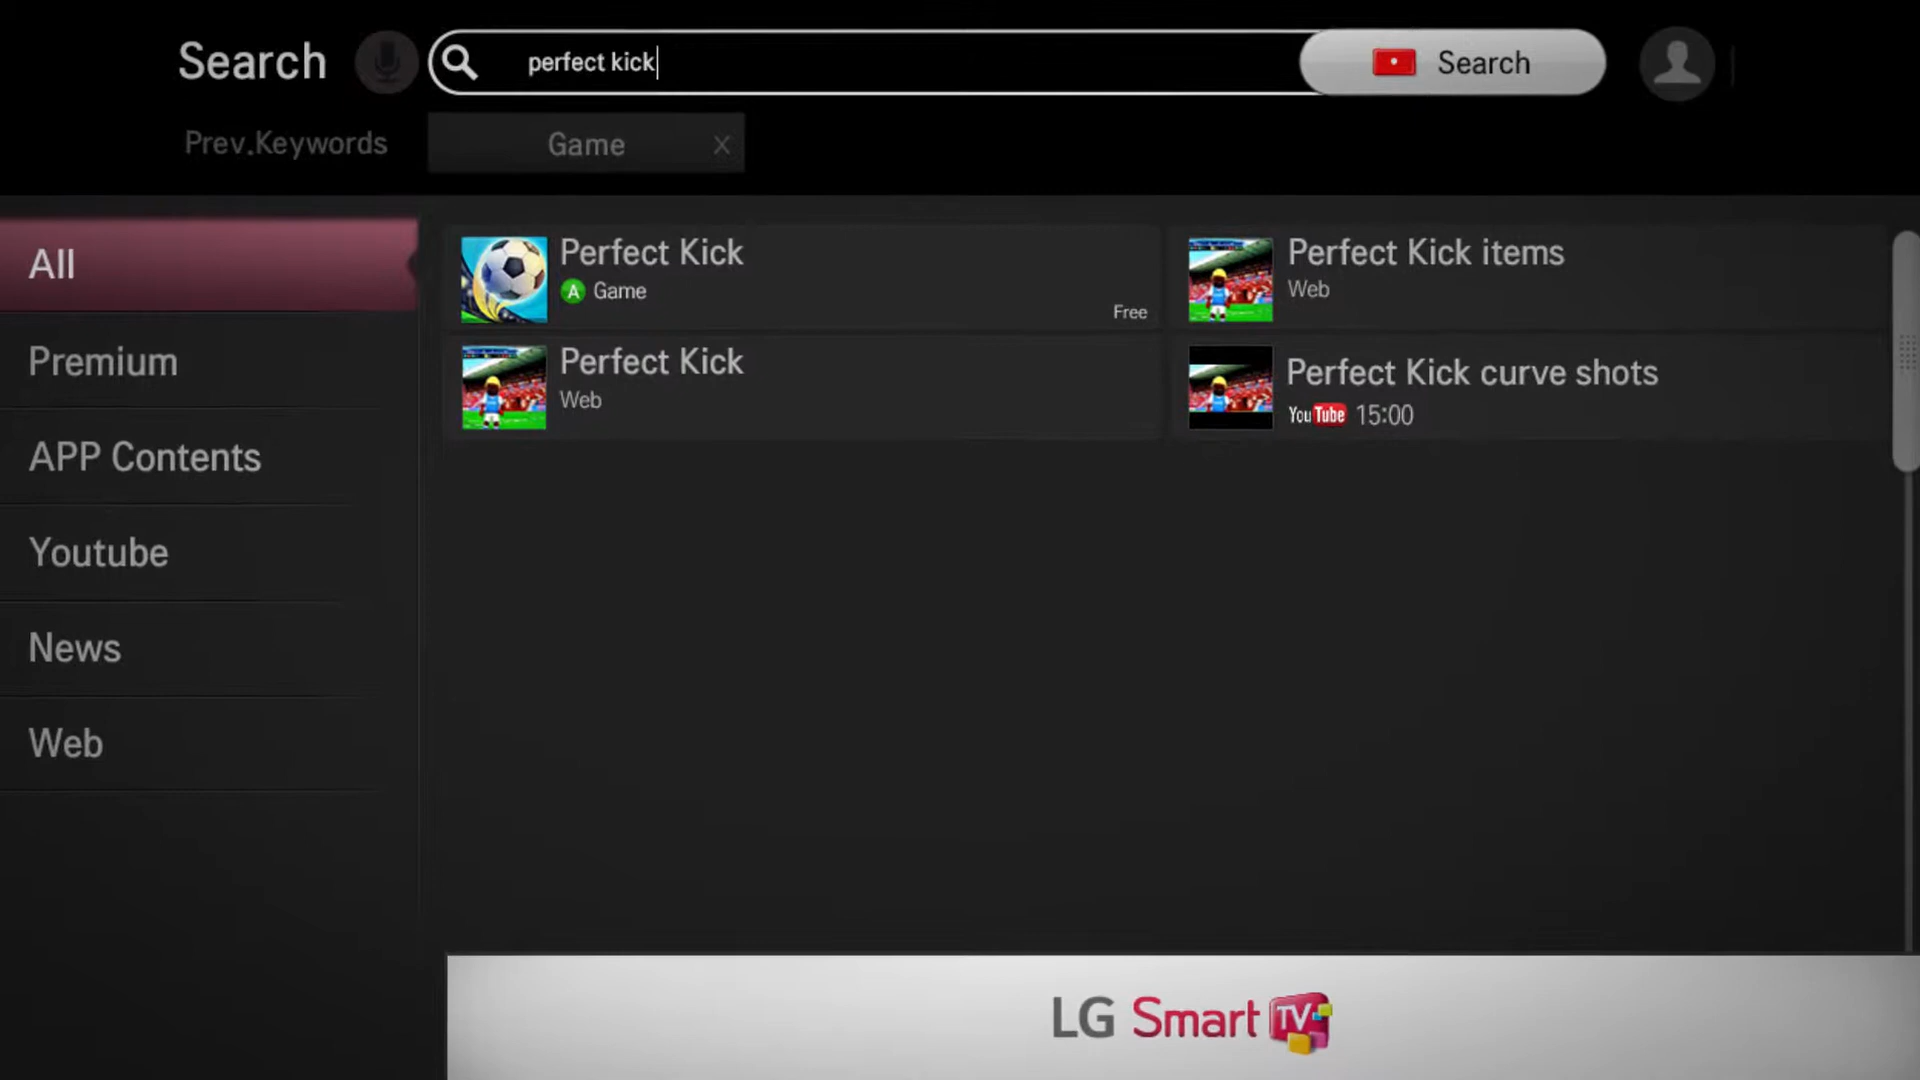 Search
perfect kick
Search
Prev.Keywords
Game
X
All
Premium
APP Contents
Youtube
News
Web
Perfect Kick
A Game
Free
Perfect Kick items
Web
Perfect Kick
Web
Perfect Kick curve shots
YouTube 15:00
LG Smart TV